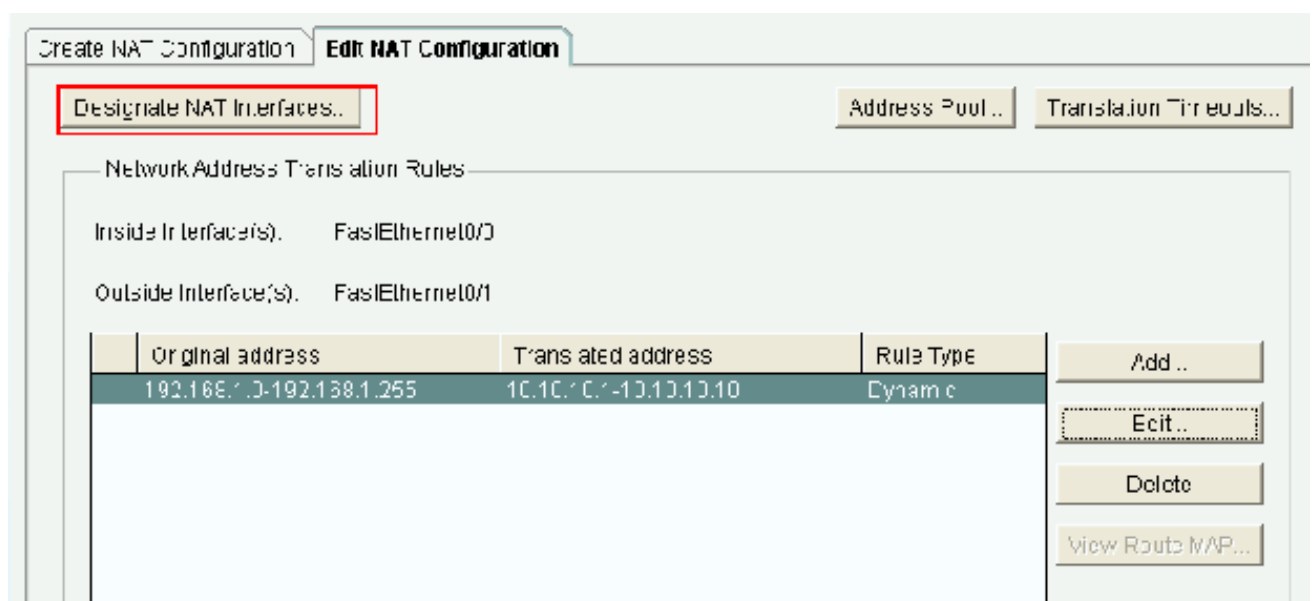 Create NAT Configuration Edit NAT Configuration
Designate NAT Interfaces... Address Pool... Translation Timeouts...
Network Address Translation Rules
Inside Interface(s): FastEthernet0/0
Outside Interface(s): FastEthernet0/1
Original address Translated address Rule Type
192.168.1.0-192.168.1.255 10.10.10.1-10.10.10.10 Dynamic
Add...
Edit...
Delete
View Route MAP...